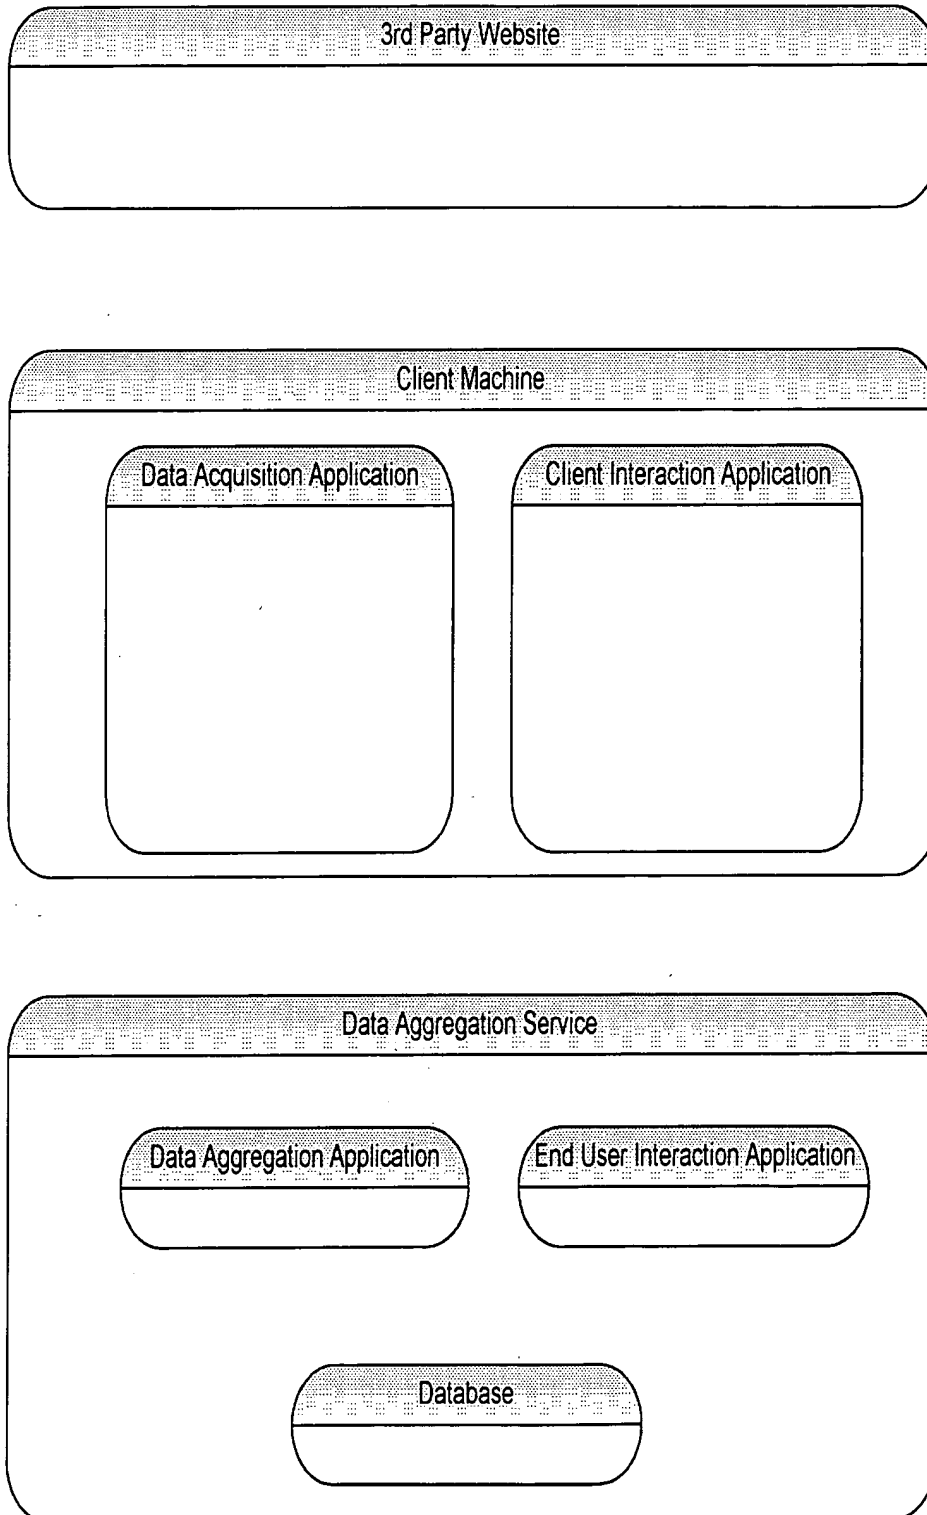 3rd Party Website
Client Machine
Data Acquisition Application
Client Interaction Application
Data Aggregation Service
Data Aggregation Application
End User Interaction Application
Database